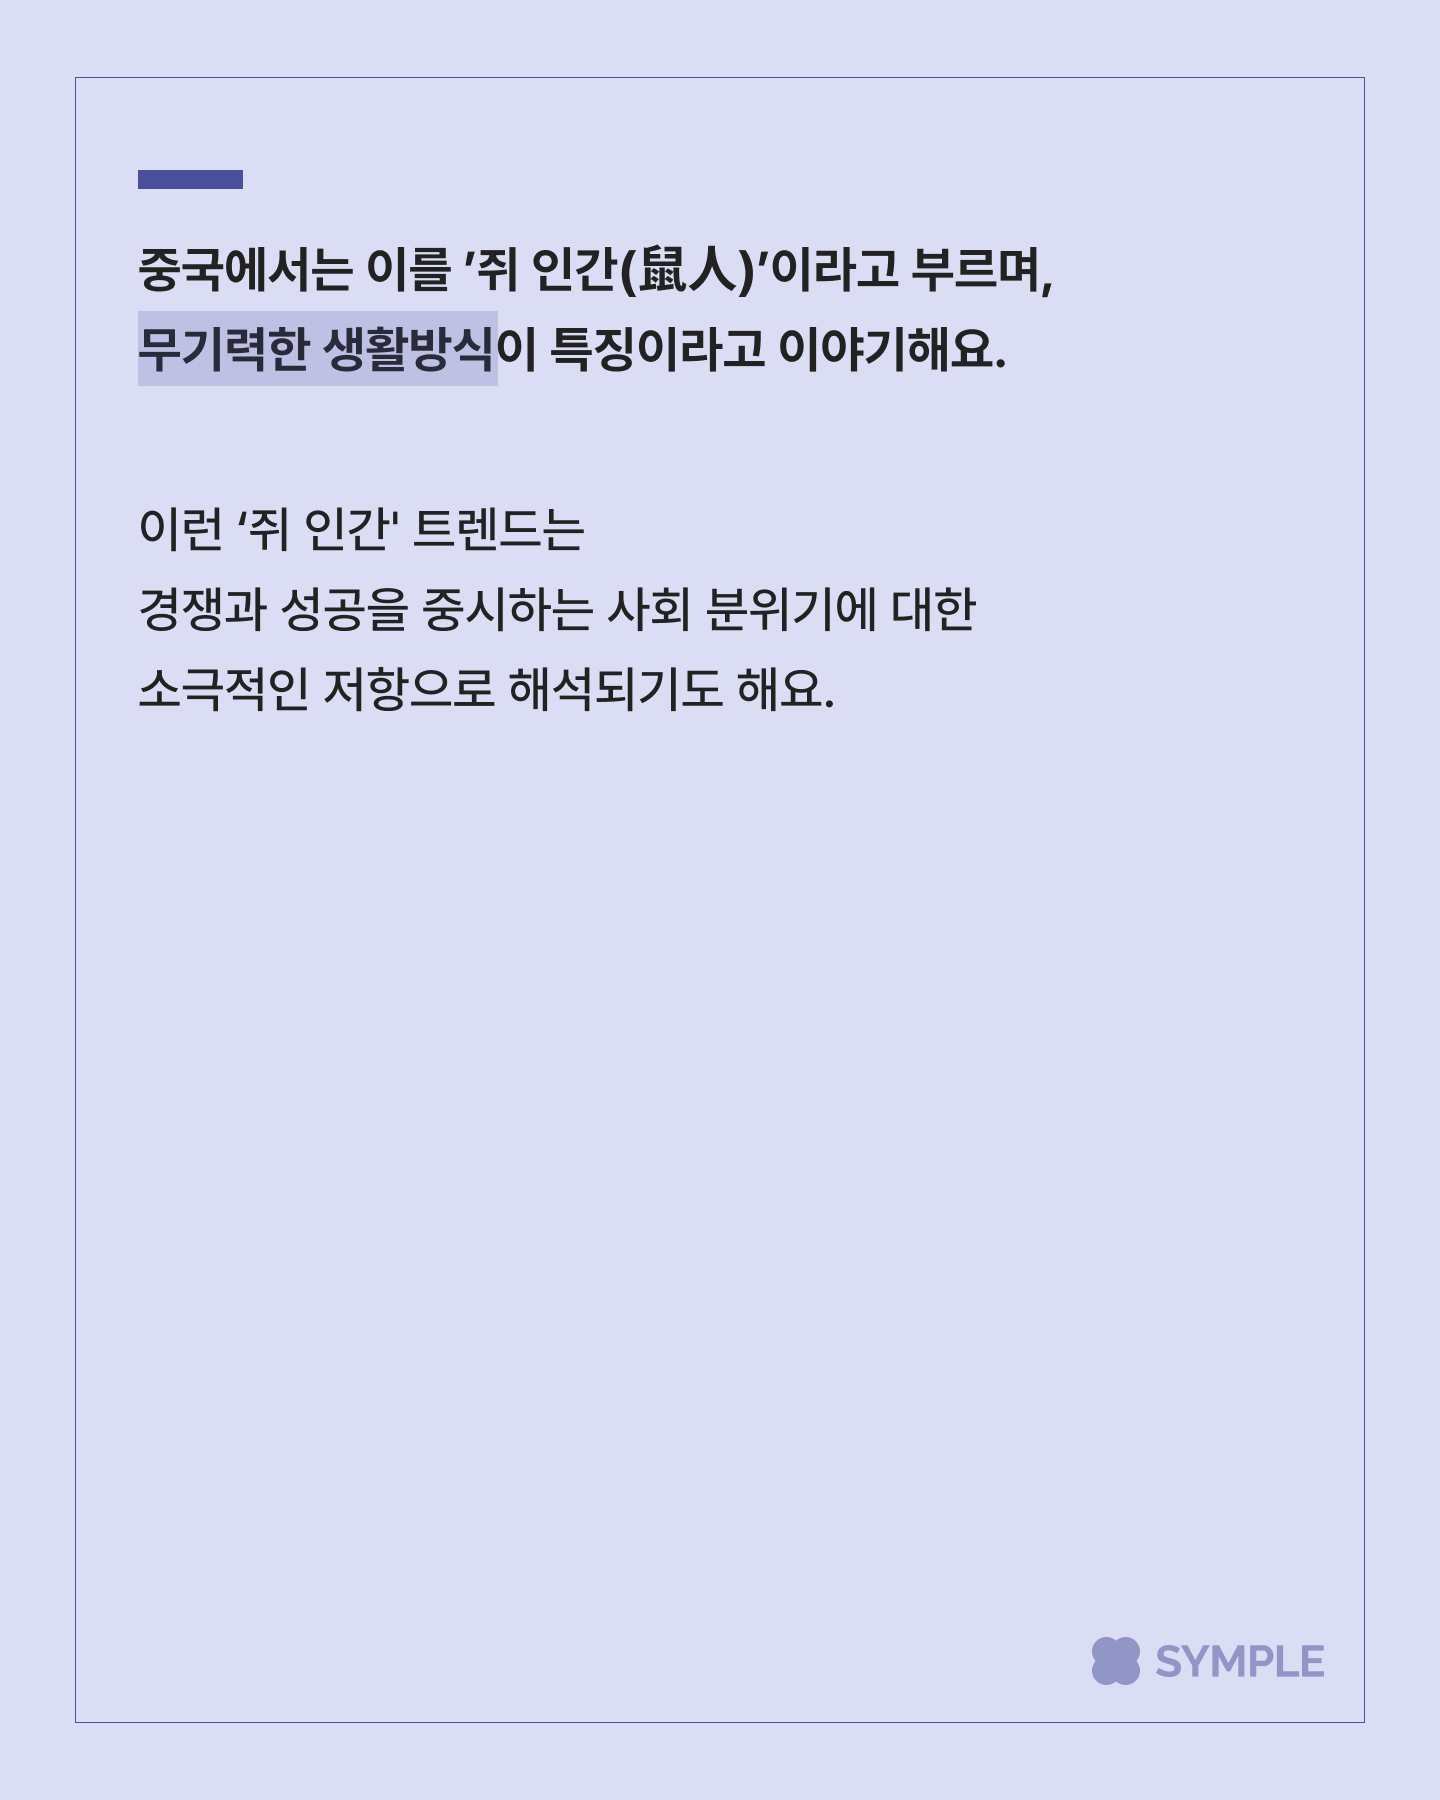 중국에서는 이를 ’쥐 인간(鼠人)’이라고 부르며,
무기력한 생활방식이 특징이라고 이야기해요.
이런 ‘쥐 인간' 트렌드는
경쟁과 성공을 중시하는 사회 분위기에 대한
소극적인 저항으로 해석되기도 해요.
SYMPLE